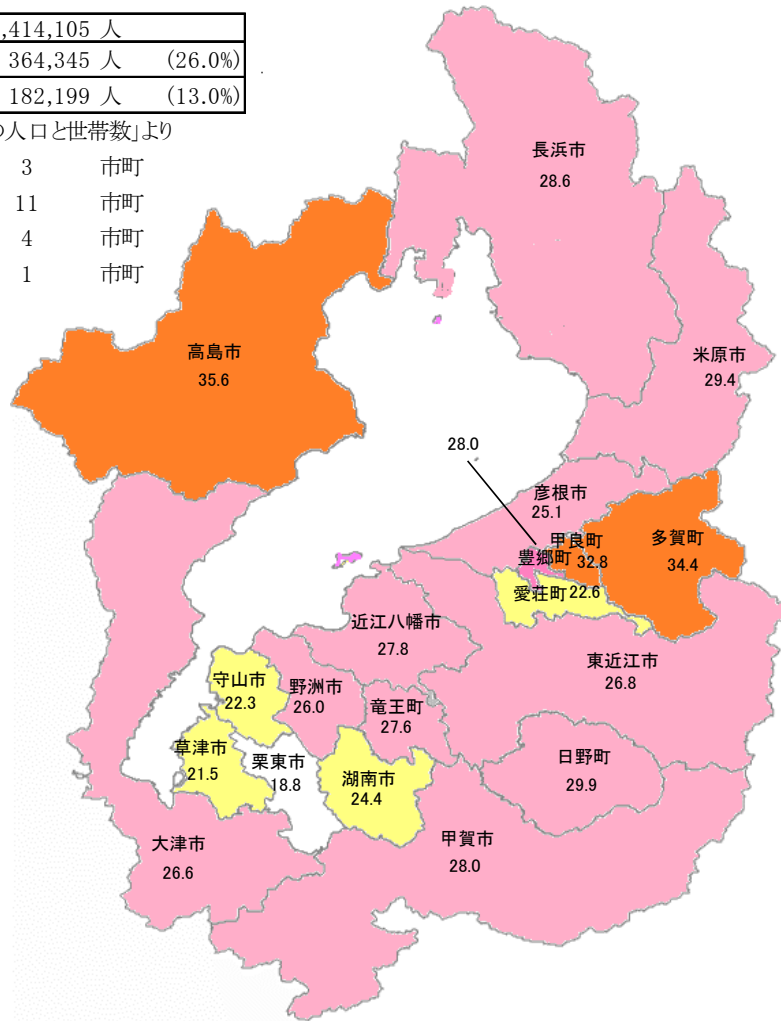 ,414,105 人
364,345 人 (26.0%)
182,199 人 (13.0%)
の人口と世帯数」より
3 市町
11 市町
4 市町
1 市町
長浜市
28.6
高島市
35.6
米原市
29.4
28.0
彦根市
25.1
甲良町
32.8
多賀町
34.4
豊郷町
愛荘町 22.6
近江八幡市
27.8
東近江市
26.8
守山市
22.3
野洲市
26.0
竜王町
27.6
草津市
21.5
栗東市
18.8
湖南市
24.4
日野町
29.9
大津市
26.6
甲賀市
28.0